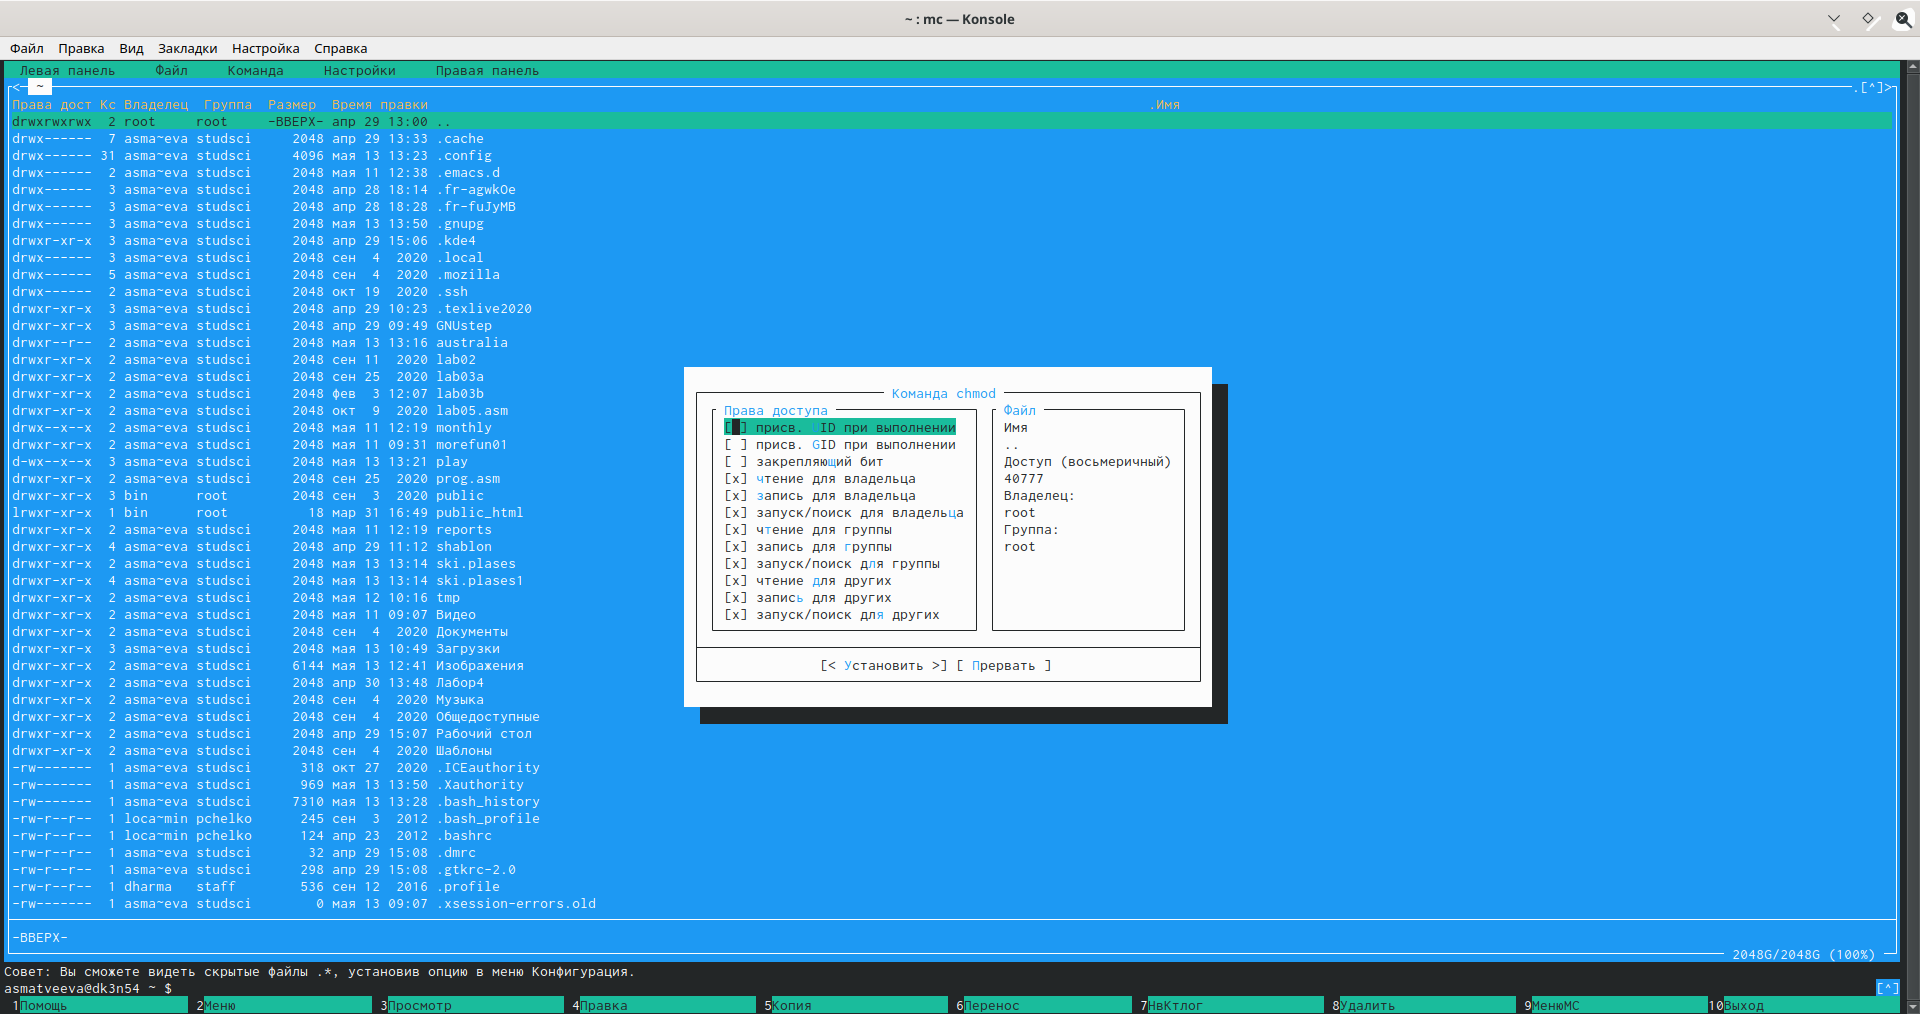 ~ : mc — Konsole
Файл Правка Вид Закладки Настройка Справка
Левая панель Файл Команда Настройки Правая панель
<- ~ .[^]>
Права дост Кс Владелец Группа Размер Время правки .Имя
drwxrwxrwx 2 root root -ВВЕРХ- апр 29 13:00 ..
drwx------ 7 asma~eva studsci 2048 апр 29 13:33 .cache
drwx------ 31 asma~eva studsci 4096 мая 13 13:23 .config
drwx------ 2 asma~eva studsci 2048 мая 11 12:38 .emacs.d
drwx------ 3 asma~eva studsci 2048 апр 28 18:14 .fr-agwkOe
drwx------ 3 asma~eva studsci 2048 апр 28 18:28 .fr-fuJyMB
drwx------ 3 asma~eva studsci 2048 мая 13 13:50 .gnupg
drwxr-xr-x 3 asma~eva studsci 2048 апр 29 15:06 .kde4
drwx------ 3 asma~eva studsci 2048 сен 4 2020 .local
drwx------ 5 asma~eva studsci 2048 сен 4 2020 .mozilla
drwx------ 2 asma~eva studsci 2048 окт 19 2020 .ssh
drwxr-xr-x 3 asma~eva studsci 2048 апр 29 10:23 .texlive2020
drwxr-xr-x 3 asma~eva studsci 2048 апр 29 09:49 GNUstep
drwxr--r-- 2 asma~eva studsci 2048 мая 13 13:16 australia
drwxr-xr-x 2 asma~eva studsci 2048 сен 11 2020 lab02
drwxr-xr-x 2 asma~eva studsci 2048 сен 25 2020 lab03a
drwxr-xr-x 2 asma~eva studsci 2048 фев 3 12:07 lab03b
drwxr-xr-x 2 asma~eva studsci 2048 окт 9 2020 lab05.asm
drwx--x--x 2 asma~eva studsci 2048 мая 11 12:19 monthly
drwxr-xr-x 2 asma~eva studsci 2048 мая 11 09:31 morefun01
d-wx--x--x 3 asma~eva studsci 2048 мая 13 13:21 play
drwxr-xr-x 2 asma~eva studsci 2048 сен 25 2020 prog.asm
drwxr-xr-x 3 bin root 2048 сен 3 2020 public
lrwxr-xr-x 1 bin root 18 мар 31 16:49 public_html
drwxr-xr-x 2 asma~eva studsci 2048 мая 11 12:19 reports
drwxr-xr-x 4 asma~eva studsci 2048 апр 29 11:12 shablon
drwxr-xr-x 2 asma~eva studsci 2048 мая 13 13:14 ski.plases
drwxr-xr-x 4 asma~eva studsci 2048 мая 13 13:14 ski.plases1
drwxr-xr-x 2 asma~eva studsci 2048 мая 12 10:16 tmp
drwxr-xr-x 2 asma~eva studsci 2048 мая 11 09:07 Видео
drwxr-xr-x 2 asma~eva studsci 2048 сен 4 2020 Документы
drwxr-xr-x 3 asma~eva studsci 2048 мая 13 10:49 Загрузки
drwxr-xr-x 2 asma~eva studsci 6144 мая 13 12:41 Изображения
drwxr-xr-x 2 asma~eva studsci 2048 апр 30 13:48 Лабор4
drwxr-xr-x 2 asma~eva studsci 2048 сен 4 2020 Музыка
drwxr-xr-x 2 asma~eva studsci 2048 сен 4 2020 Общедоступные
drwxr-xr-x 2 asma~eva studsci 2048 апр 29 15:07 Рабочий стол
drwxr-xr-x 2 asma~eva studsci 2048 сен 4 2020 Шаблоны
-rw------- 1 asma~eva studsci 318 окт 27 2020 .ICEauthority
-rw------- 1 asma~eva studsci 969 мая 13 13:50 .Xauthority
-rw------- 1 asma~eva studsci 7310 мая 13 13:28 .bash_history
-rw-r--r-- 1 loca~min pchelko 245 сен 3 2012 .bash_profile
-rw-r--r-- 1 loca~min pchelko 124 апр 23 2012 .bashrc
-rw-r--r-- 1 asma~eva studsci 32 апр 29 15:08 .dmrc
-rw-r--r-- 1 asma~eva studsci 298 апр 29 15:08 .gtkrc-2.0
-rw-r--r-- 1 dharma staff 536 сен 12 2016 .profile
-rw------- 1 asma~eva studsci 0 мая 13 09:07 .xsession-errors.old
Команда chmod
Права доступа
[ ] присв. UID при выполнении
[ ] присв. GID при выполнении
[ ] закрепляющий бит
[x] чтение для владельца
[x] запись для владельца
[x] запуск/поиск для владельца
[x] чтение для группы
[x] запись для группы
[x] запуск/поиск для группы
[x] чтение для других
[x] запись для других
[x] запуск/поиск для других
Файл
Имя
..
Доступ (восьмеричный)
40777
Владелец:
root
Группа:
root
[< Установить >] [ Прервать ]
-ВВЕРХ-
2048G/2048G (100%)
Совет: Вы сможете видеть скрытые файлы .*, установив опцию в меню Конфигурация.
asmatveeva@dk3n54 ~ $ [^]
1Помощь 2Меню 3Просмотр 4Правка 5Копия 6Перенос 7НвКтлог 8Удалить 9МенюМС 10Выход